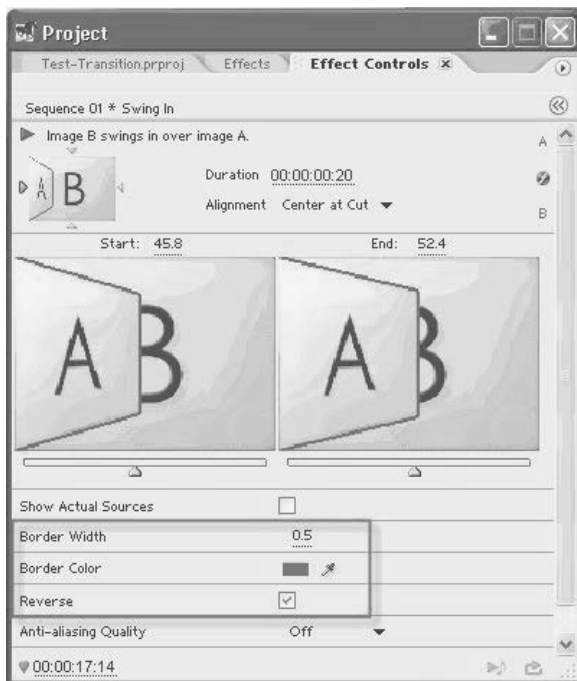 Project
Test-Transition.prproj Effects Effect Controls
Sequence 01 * Swing In
Image B swings in over image A.
A
A B
Duration 00:00:00:20
Alignment Center at Cut
B
Start: 45.8 End: 52.4
A B A B
Show Actual Sources
Border Width 0.5
Border Color
Reverse
Anti-aliasing Quality Off
00:00:17:14